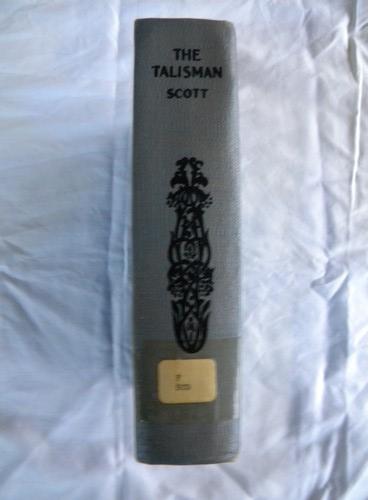 THE
TALISMAN
SCOTT
F